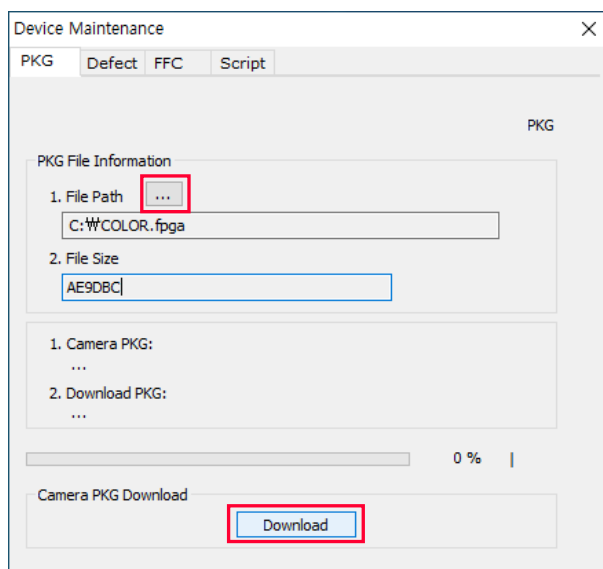 Device Maintenance
PKG Defect FFC Script
PKG
PKG File Information
1. File Path ...
C:₩COLOR.fpga
2. File Size
AE9DBC
1. Camera PKG:
...
2. Download PKG:
...
0 %
Camera PKG Download
Download